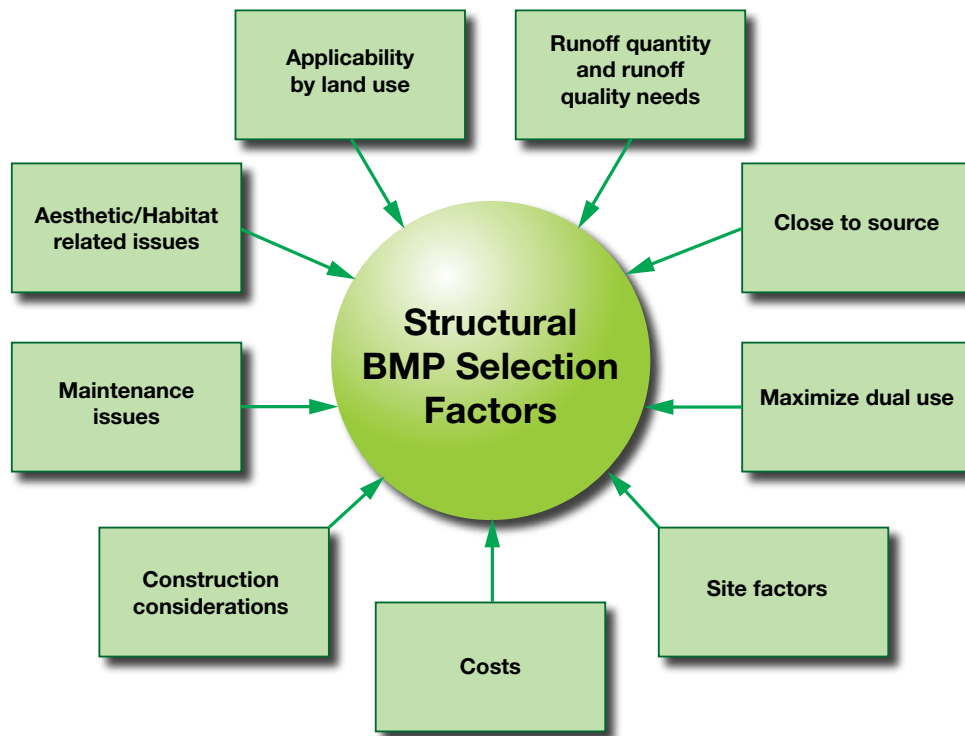 Applicability
by land use
Runoff quantity
and runoff
quality needs
Aesthetic/Habitat
related issues
Close to source
Structural
BMP Selection
Factors
Maintenance
issues
Maximize dual use
Construction
considerations
Site factors
Costs